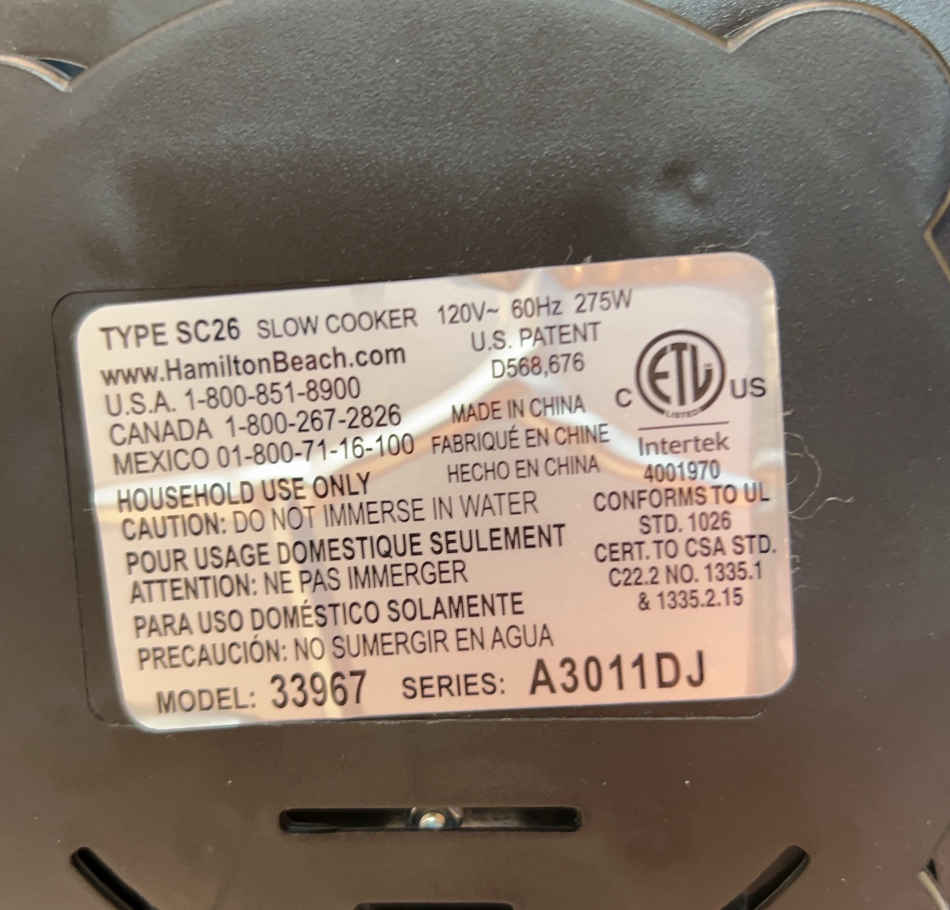 TYPE SC26 SLOW COOKER 120V~ 60Hz 275W
www.HamiltonBeach.com
U.S.A. 1-800-851-8900
CANADA 1-800-267-2826
MEXICO 01-800-71-16-100
U.S. PATENT
D568,676
MADE IN CHINA
FABRIQUÉ EN CHINE
HECHO EN CHINA
C ETL US
LISTED
Intertek
4001970
CONFORMS TO UL
STD. 1026
CERT. TO CSA STD.
C22.2 NO. 1335.1
& 1335.2.15
HOUSEHOLD USE ONLY
CAUTION: DO NOT IMMERSE IN WATER
POUR USAGE DOMESTIQUE SEULEMENT
ATTENTION: NE PAS IMMERGER
PARA USO DOMÉSTICO SOLAMENTE
PRECAUCIÓN: NO SUMERGIR EN AGUA
MODEL: 33967 SERIES: A3011DJ